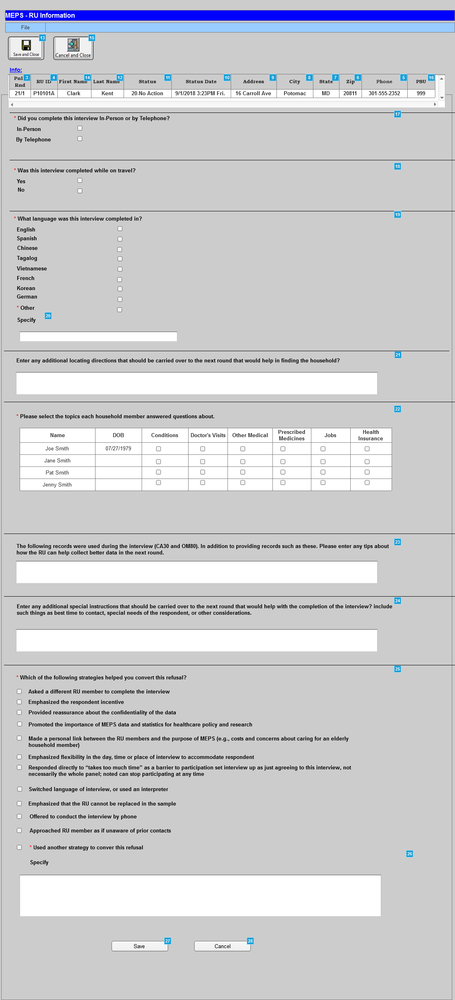 MEPS - RU Information
File
13
15
Save and Close
Cancel and Close
Info:
Pnl Rnd 3 RU ID 4 First Name 14 Last Name 12 Status 11 Status Date 10 Address 9 City 8 State 7 Zip 6 Phone 5 PSU 16
21/1 P10101A Clark Kent 20-No Action 9/1/2018 3:23PM Fri. 16 Carroll Ave Potomac MD 20811 301-555-2352 999
17
* Did you complete this interview In-Person or by Telephone?
In-Person
By Telephone
18
* Was this interview completed while on travel?
Yes
No
19
* What language was this interview completed in?
English
Spanish
Chinese
Tagalog
Vietnamese
French
Korean
German
* Other
20
Specify
21
Enter any additional locating directions that should be carried over to the next round that would help in finding the household?
22
* Please select the topics each household member answered questions about.
Name DOB Conditions Doctor's Visits Other Medical Prescribed Medicines Jobs Health Insurance
Joe Smith 07/27/1979
Jane Smith
Pat Smith
Jenny Smith
23
The following records were used during the interview (CA30 and OM80). In addition to providing records such as these. Please enter any tips about
how the RU can help collect better data in the next round.
24
Enter any additional special instructions that should be carried over to the next round that would help with the completion of the interview? include
such things as best time to contact, special needs of the respondent, or other considerations.
25
* Which of the following strategies helped you convert this refusal?
Asked a different RU member to complete the interview
Emphasized the respondent incentive
Provided reassurance about the confidentiality of the data
Promoted the importance of MEPS data and statistics for healthcare policy and research
Made a personal link between the RU members and the purpose of MEPS (e.g., costs and concerns about caring for an elderly
household member)
Emphasized flexibility in the day, time or place of interview to accommodate respondent
Responded directly to “takes too much time” as a barrier to participation set interview up as just agreeing to this interview, not
necessarily the whole panel; noted can stop participating at any time
Switched language of interview, or used an interpreter
Emphasized that the RU cannot be replaced in the sample
Offered to conduct the interview by phone
Approached RU member as if unaware of prior contacts
* Used another strategy to conver this refusal
26
Specify
27
28
Save
Cancel